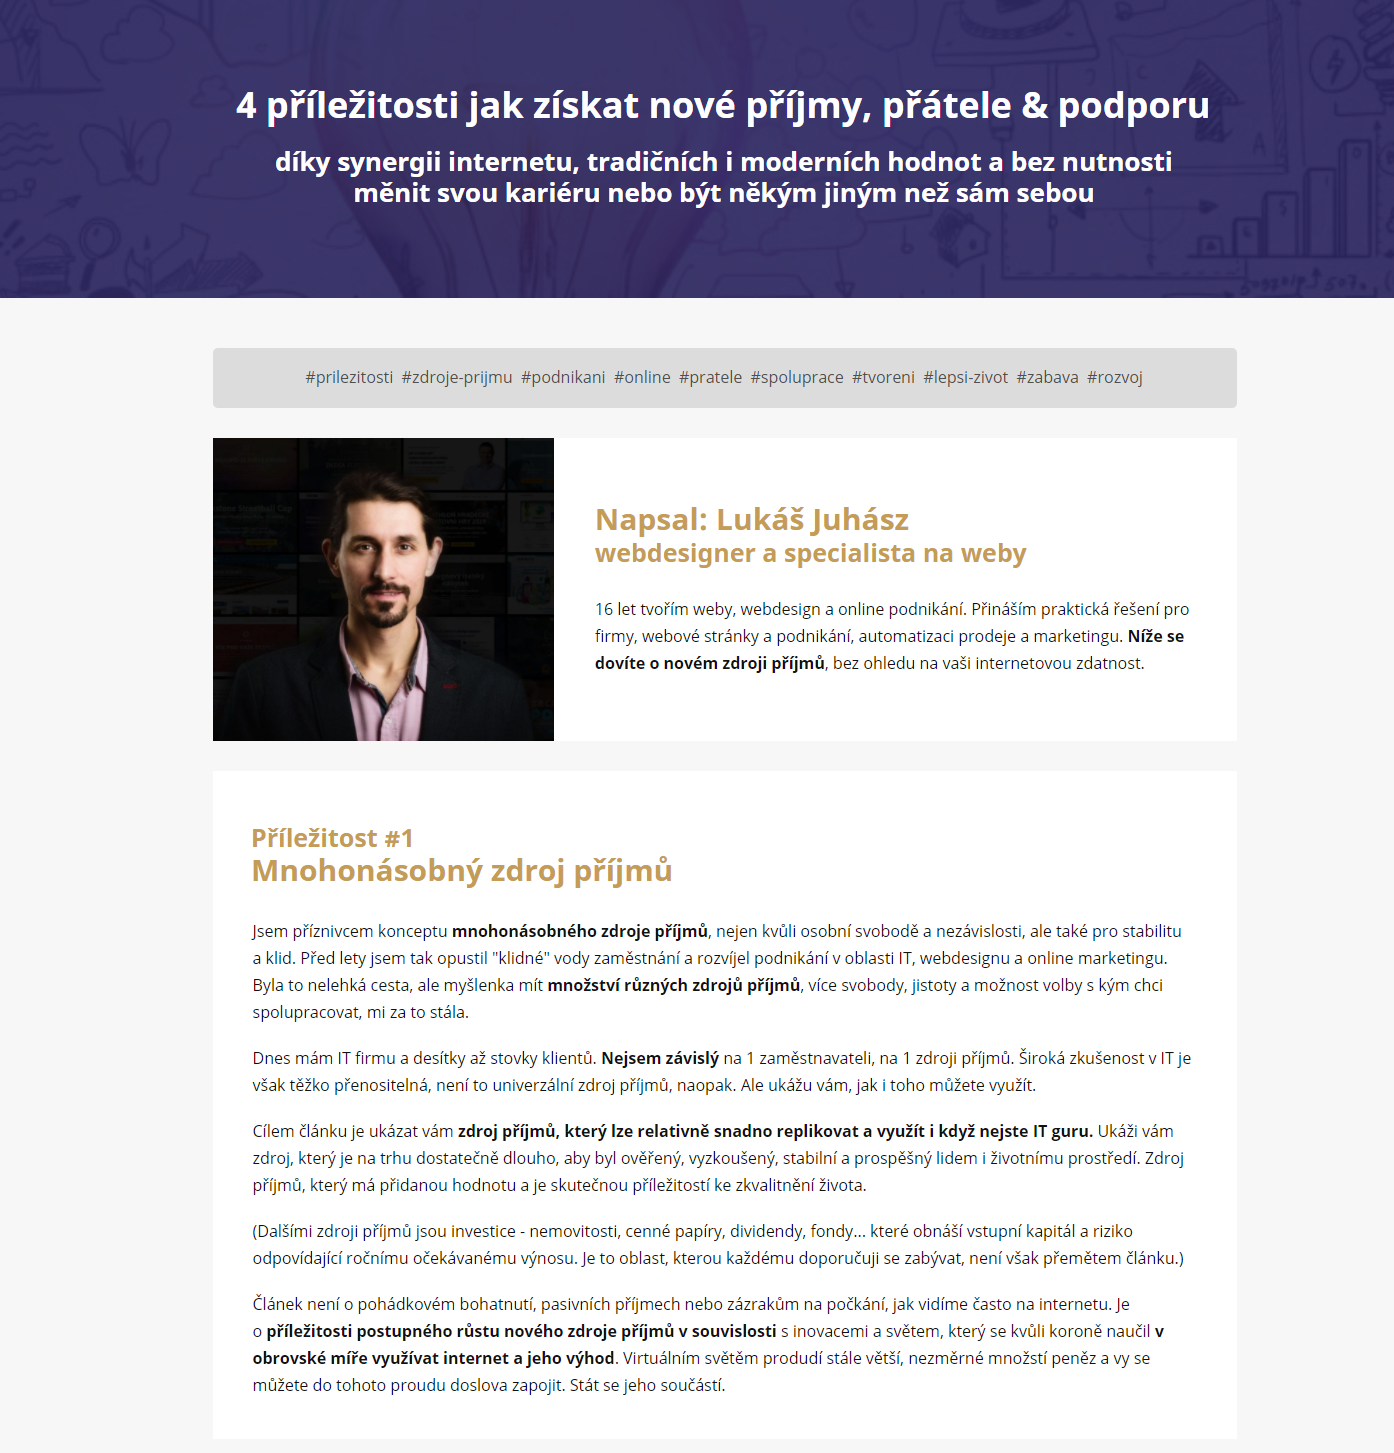 4 příležitosti jak získat nové příjmy, přátele & podporu
díky synergii internetu, tradičních i moderních hodnot a bez nutnosti
měnit svou kariéru nebo být někým jiným než sám sebou
#prilezitosti #zdroje-prijmu #podnikani #online #pratele #spoluprace #tvoreni #lepsi-zivot #zabava #rozvoj
Napsal: Lukáš Juhász
webdesigner a specialista na weby
16 let tvořím weby, webdesign a online podnikání. Přináším praktická řešení pro
firmy, webové stránky a podnikání, automatizaci prodeje a marketingu. Níže se
dovíte o novém zdroji příjmů, bez ohledu na vaši internetovou zdatnost.
Příležitost #1
Mnohonásobný zdroj příjmů
Jsem příznivcem konceptu mnohonásobného zdroje příjmů, nejen kvůli osobní svobodě a nezávislosti, ale také pro stabilitu
a klid. Před lety jsem tak opustil "klidné" vody zaměstnání a rozvíjel podnikání v oblasti IT, webdesignu a online marketingu.
Byla to nelehká cesta, ale myšlenka mít množství různých zdrojů příjmů, více svobody, jistoty a možnost volby s kým chci
spolupracovat, mi za to stála.
Dnes mám IT firmu a desítky až stovky klientů. Nejsem závislý na 1 zaměstnavateli, na 1 zdroji příjmů. Široká zkušenost v IT je
však těžko přenositelná, není to univerzální zdroj příjmů, naopak. Ale ukážu vám, jak i toho můžete využít.
Cílem článku je ukázat vám zdroj příjmů, který lze relativně snadno replikovat a využít i když nejste IT guru. Ukáži vám
zdroj, který je na trhu dostatečně dlouho, aby byl ověřený, vyzkoušený, stabilní a prospěšný lidem i životnímu prostředí. Zdroj
příjmů, který má přidanou hodnotu a je skutečnou příležitostí ke zkvalitnění života.
(Dalšími zdroji příjmů jsou investice - nemovitosti, cenné papíry, dividendy, fondy... které obnáší vstupní kapitál a riziko
odpovídající ročnímu očekávanému výnosu. Je to oblast, kterou každému doporučuji se zabývat, není však přemětem článku.)
Článek není o pohádkovém bohatnutí, pasivních příjmech nebo zázrakům na počkání, jak vidíme často na internetu. Je
o příležitosti postupného růstu nového zdroje příjmů v souvislosti s inovacemi a světem, který se kvůli koroně naučil v
obrovské míře využívat internet a jeho výhod. Virtuálním světěm produdí stále větší, nezměrné množstí peněz a vy se
můžete do tohoto proudu doslova zapojit. Stát se jeho součástí.